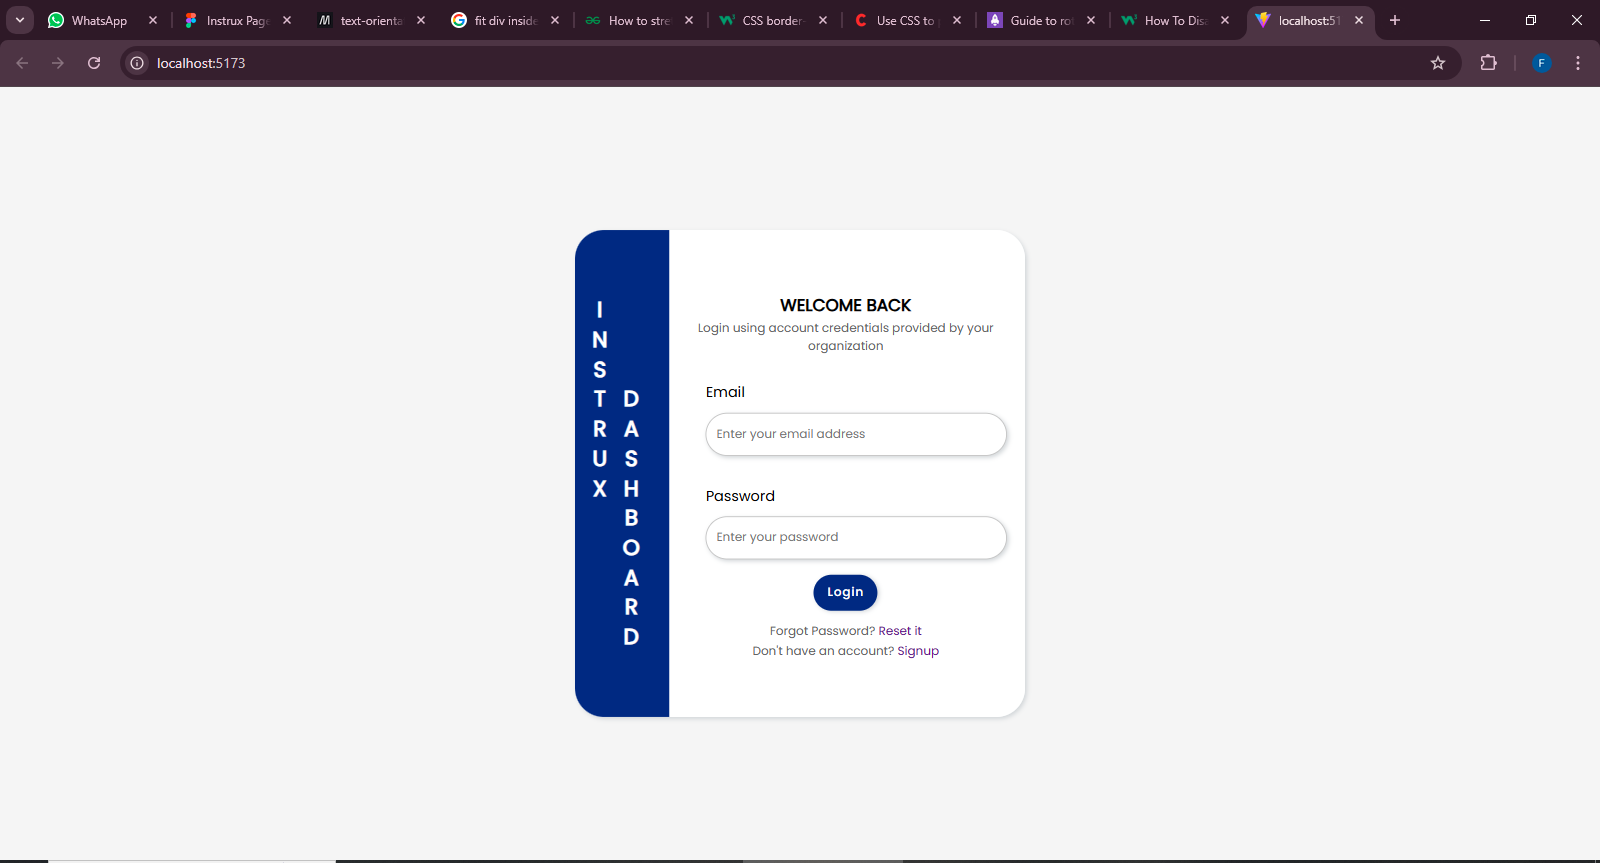 WhatsApp
Instrux Page
text-orienta
fit div inside
How to stre
CSS border-
Use CSS to
Guide to ro
How To Disa
localhost:51
localhost:5173
F
INSTRUX
DASHBOARD
WELCOME BACK
Login using account credentials provided by your
organization
Email
Enter your email address
Password
Enter your password
Login
Forgot Password? Reset it
Don't have an account? Signup